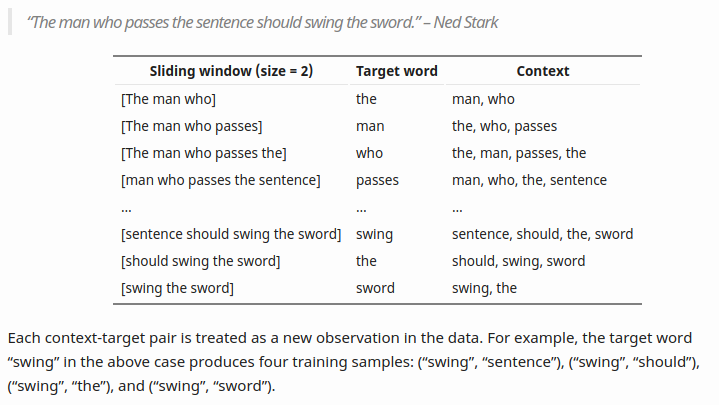 “The man who passes the sentence should swing the sword.” – Ned Stark
Sliding window (size = 2) Target word Context
[The man who] the man, who
[The man who passes] man the, who, passes
[The man who passes the] who the, man, passes, the
[man who passes the sentence] passes man, who, the, sentence
... ... ...
[sentence should swing the sword] swing sentence, should, the, sword
[should swing the sword] the should, swing, sword
[swing the sword] sword swing, the
Each context-target pair is treated as a new observation in the data. For example, the target word
“swing” in the above case produces four training samples: (“swing”, “sentence”), (“swing”, “should”),
(“swing”, “the”), and (“swing”, “sword”).